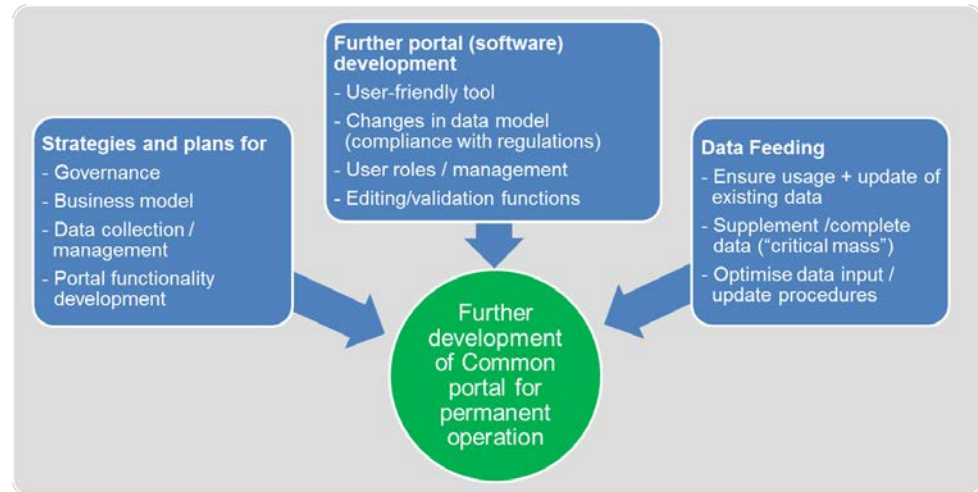 Strategies and plans for
- Governance
- Business model
- Data collection /
management
- Portal functionality
development
Further portal (software)
development
- User-friendly tool
- Changes in data model
(compliance with regulations)
- User roles / management
- Editing/validation functions
Data Feeding
- Ensure usage + update of
existing data
- Supplement /complete
data (“critical mass”)
- Optimise data input /
update procedures
Further
development
of Common
portal for
permanent
operation